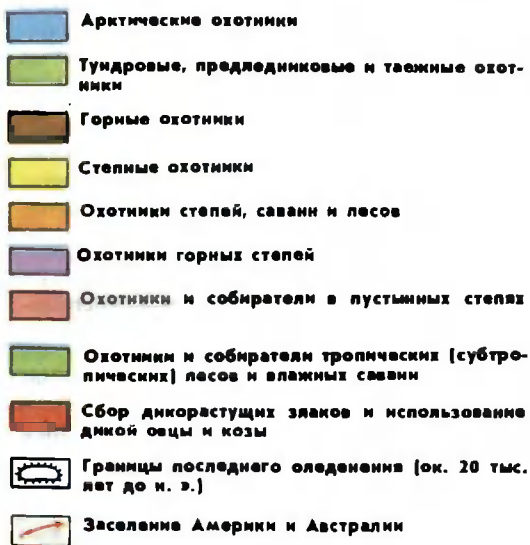 Арктические охотники
Тундровые, предледниковые и таежные охот-
ники
Горные охотники
Степные охотники
Охотники степей, саванн и лесов
Охотники горных степей
Охотники и собиратели в пустынных степях
Охотники и собиратели тропических (субтро-
пических) лесов и влажных саванн
Сбор дикорастущих злаков и использование
дикой овцы и козы
Границы последнего оледенения (ок. 20 тыс.
лет до н. э.)
Заселение Америки и Австралии